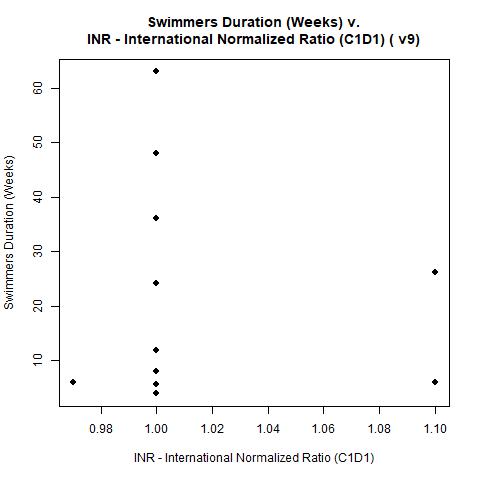 Swimmers Duration (Weeks) v.
INR - International Normalized Ratio (C1D1) ( v9)
Swimmers Duration (Weeks)
60
50
40
30
20
10
0.98 1.00 1.02 1.04 1.06 1.08 1.10
INR - International Normalized Ratio (C1D1)